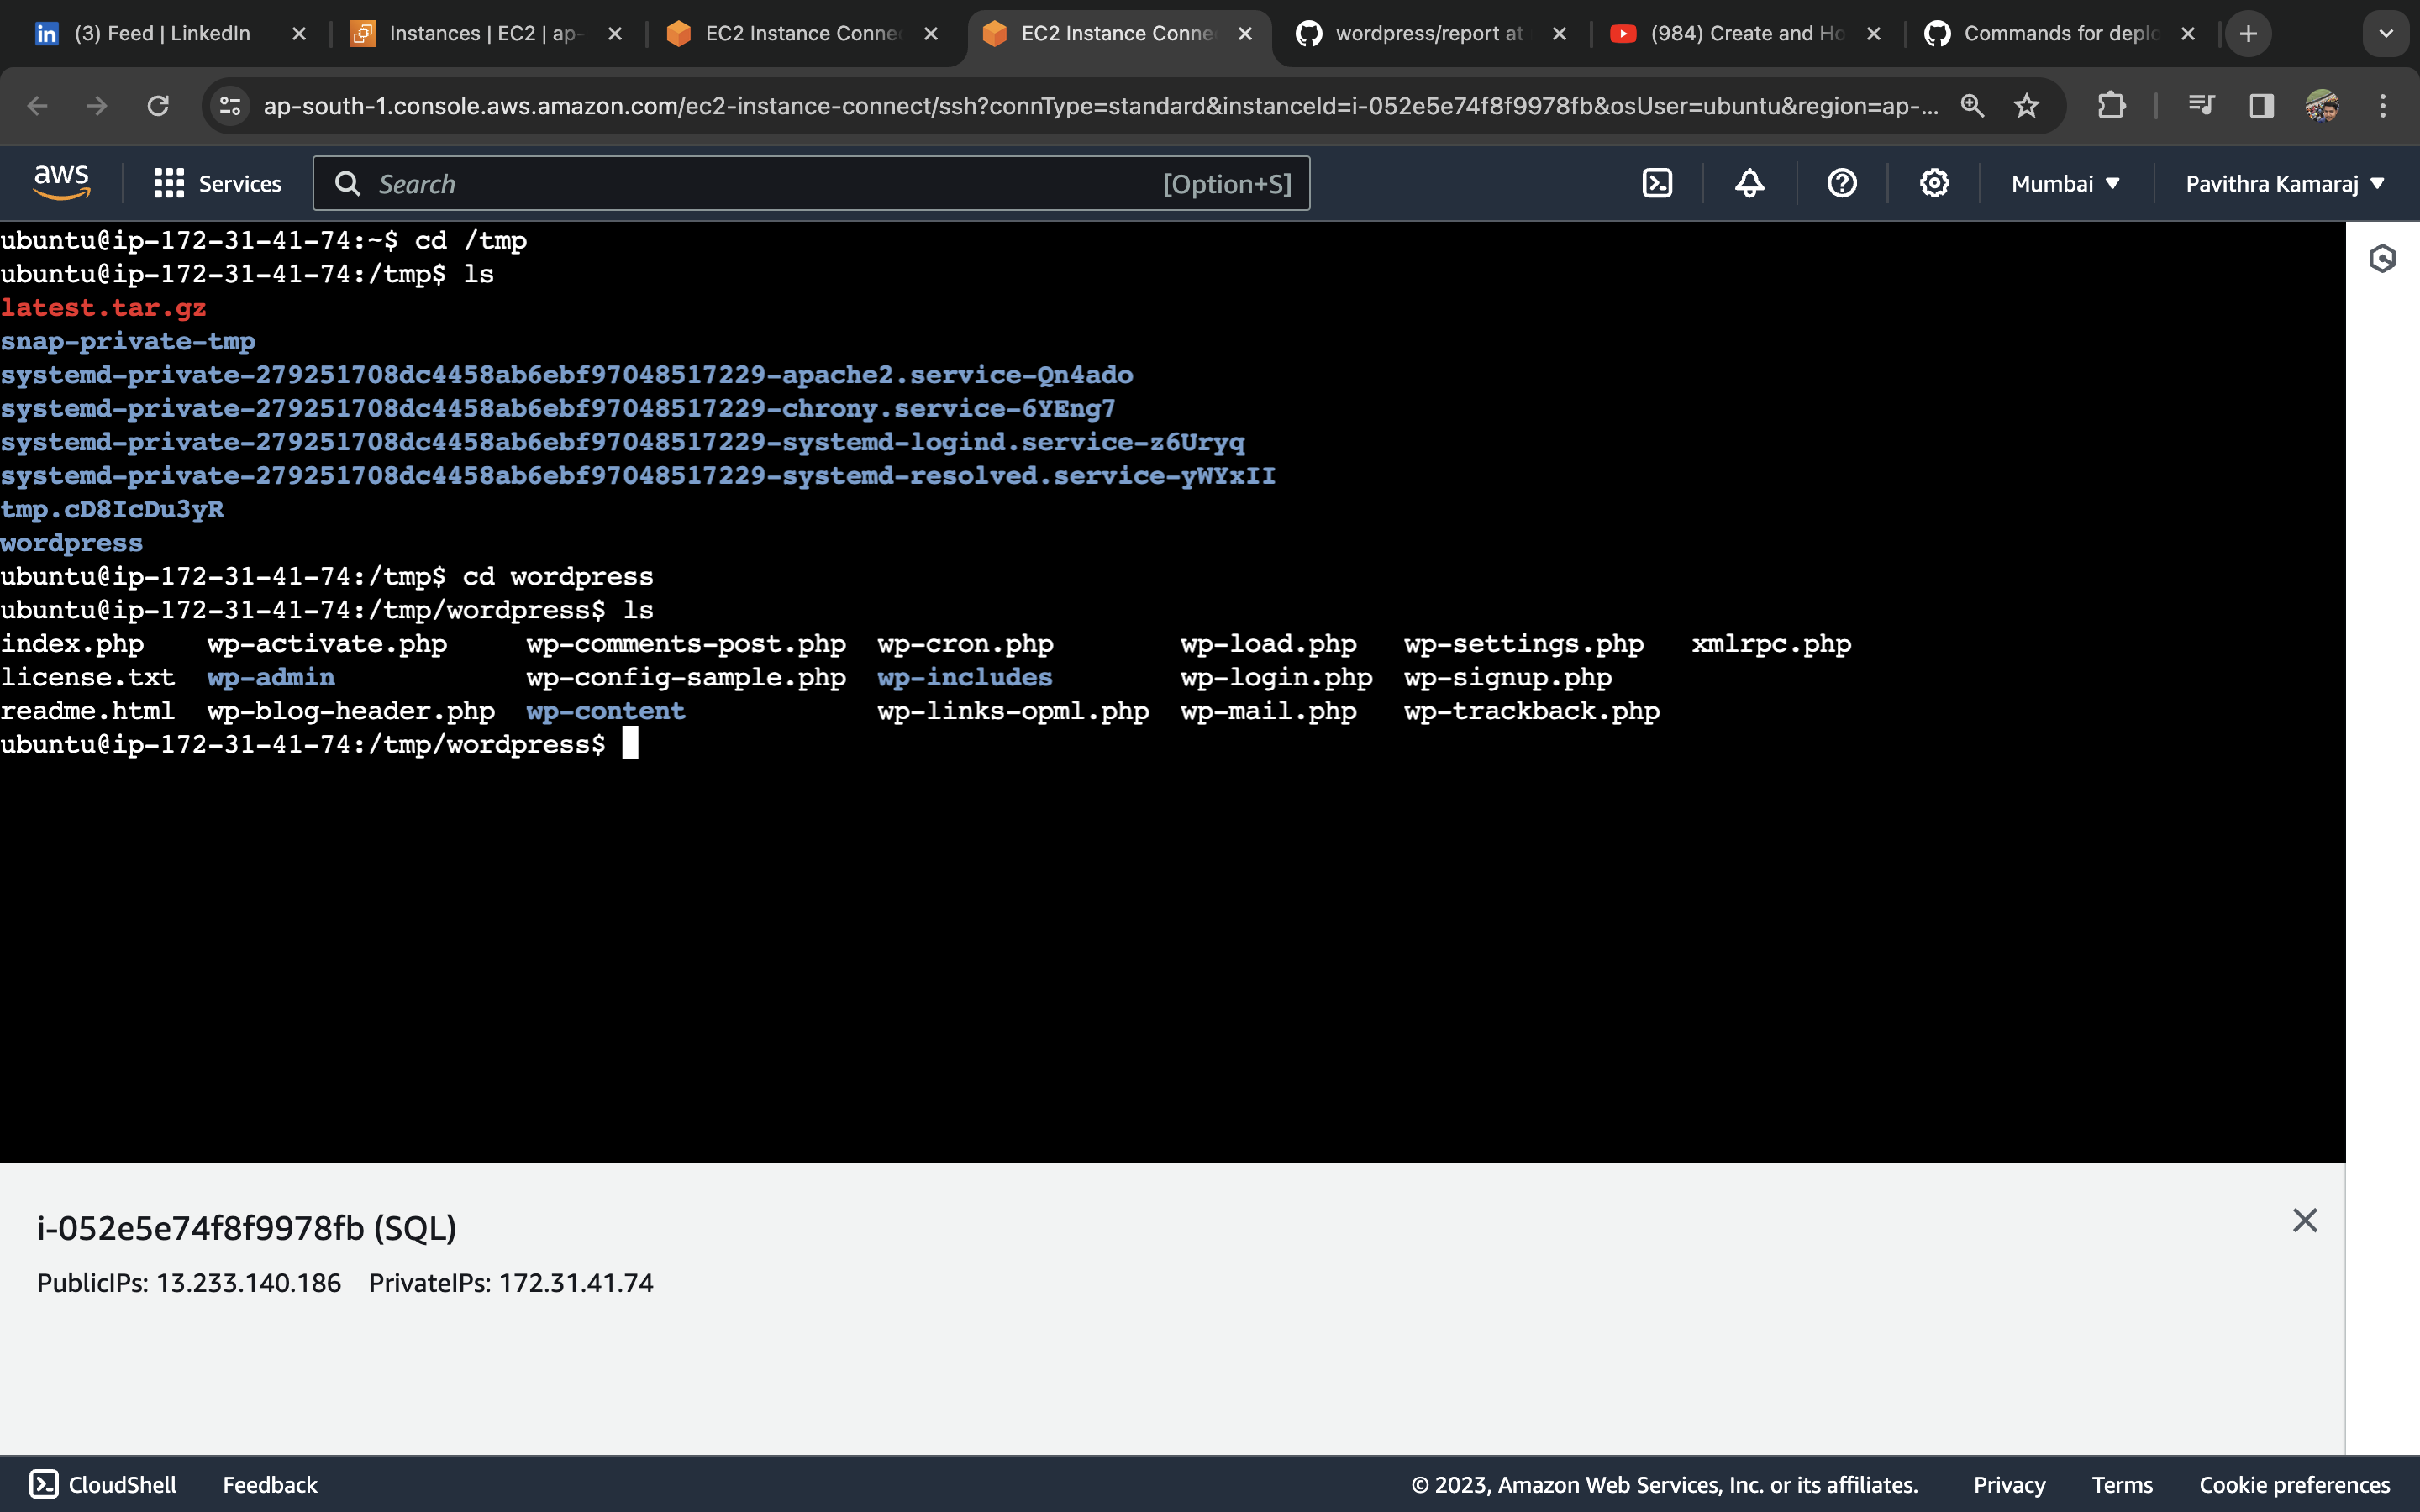 (3) Feed | LinkedIn
Instances | EC2 | ap-
EC2 Instance Conne
EC2 Instance Conne
wordpress/report at
(984) Create and Ho
Commands for deplo
ap-south-1.console.aws.amazon.com/ec2-instance-connect/ssh?connType=standard&instanceId=i-052e5e74f8f9978fb&osUser=ubuntu&region=ap-...
aws
Services
Search
[Option+S]
Mumbai
Pavithra Kamaraj
ubuntu@ip-172-31-41-74:~$ cd /tmp
ubuntu@ip-172-31-41-74:/tmp$ ls
latest.tar.gz
snap-private-tmp
systemd-private-279251708dc4458ab6ebf97048517229-apache2.service-Qn4ado
systemd-private-279251708dc4458ab6ebf97048517229-chrony.service-6YEng7
systemd-private-279251708dc4458ab6ebf97048517229-systemd-logind.service-z6Uryq
systemd-private-279251708dc4458ab6ebf97048517229-systemd-resolved.service-yWYxII
tmp.cD8IcDu3yR
wordpress
ubuntu@ip-172-31-41-74:/tmp$ cd wordpress
ubuntu@ip-172-31-41-74:/tmp/wordpress$ ls
index.php wp-activate.php wp-comments-post.php wp-cron.php wp-load.php wp-settings.php xmlrpc.php
license.txt wp-admin wp-config-sample.php wp-includes wp-login.php wp-signup.php
readme.html wp-blog-header.php wp-content wp-links-opml.php wp-mail.php wp-trackback.php
ubuntu@ip-172-31-41-74:/tmp/wordpress$
i-052e5e74f8f9978fb (SQL)
PublicIPs: 13.233.140.186 PrivateIPs: 172.31.41.74
CloudShell
Feedback
© 2023, Amazon Web Services, Inc. or its affiliates.
Privacy
Terms
Cookie preferences